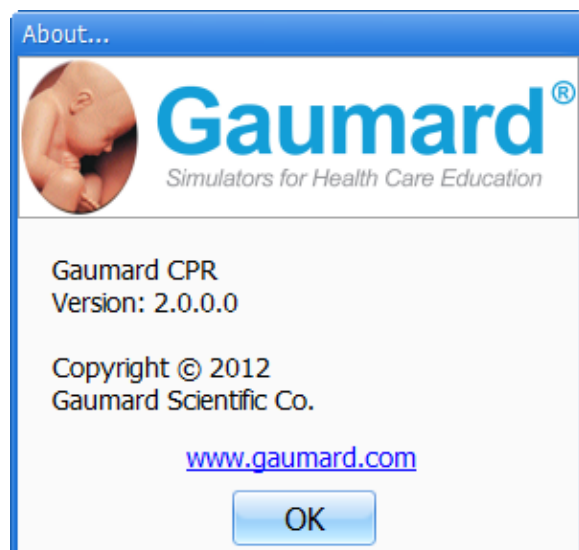 About...
Gaumard®
Simulators for Health Care Education
Gaumard CPR
Version: 2.0.0.0
Copyright © 2012
Gaumard Scientific Co.
www.gaumard.com
OK